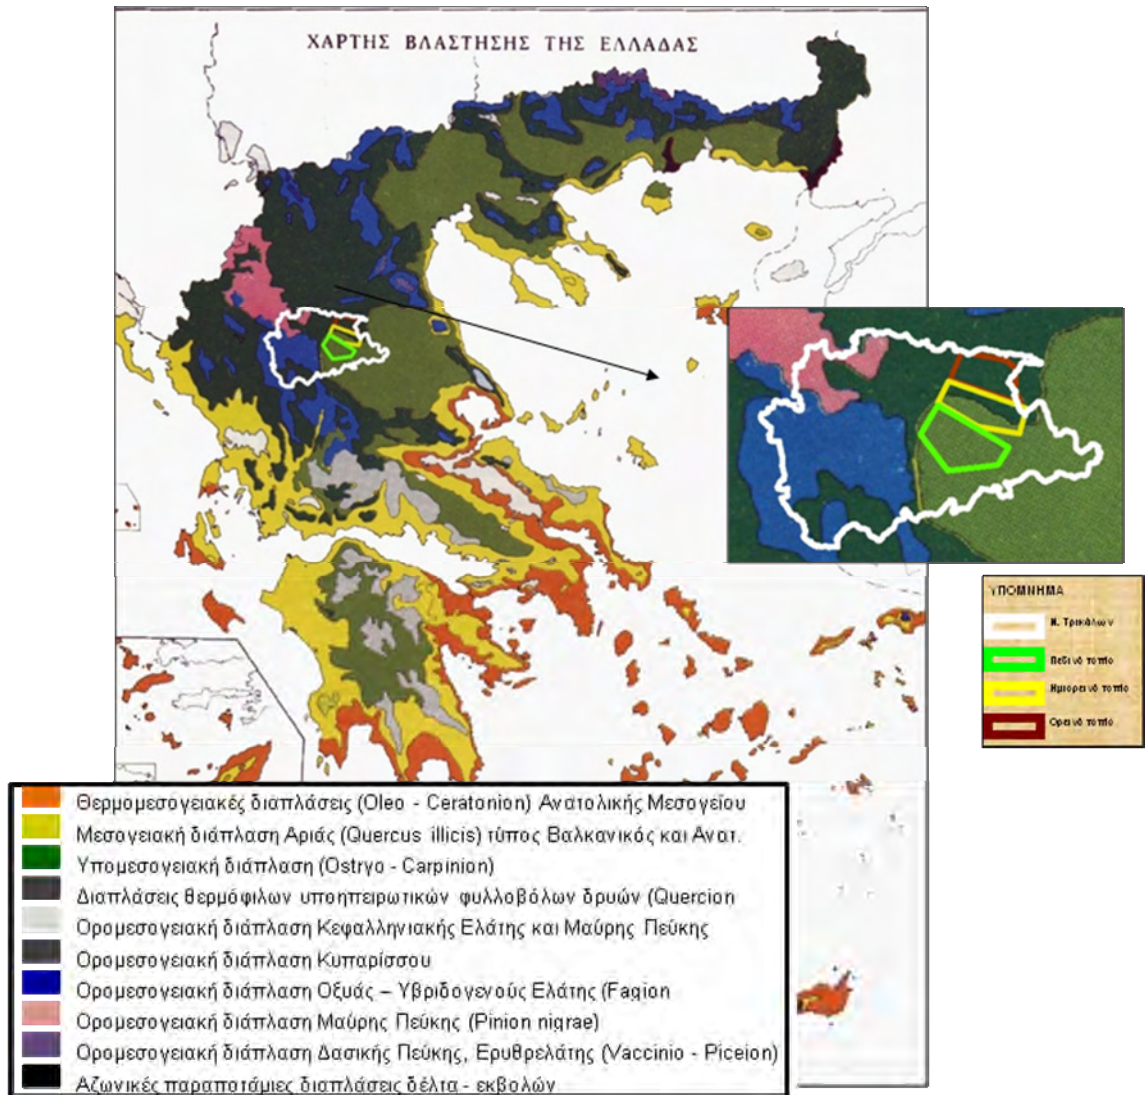 ΧΑΡΤΗΣ ΒΛΑΣΤΗΣΗΣ ΤΗΣ ΕΛΛΑΔΑΣ
ΥΠΟΜΝΗΜΑ
Ν. Τρικάλων
Πεδινό τοπίο
Ημιορεινό τοπίο
Ορεινό τοπίο
Θερμομεσογειακές διαπλάσεις (Oleo - Ceratonion) Ανατολικής Μεσογείου
Μεσογειακή διάπλαση Αριάς (Quercus illicis) τύπος Βαλκανικός και Ανατ.
Υπομεσογειακή διάπλαση (Ostryo - Carpinion)
Διαπλάσεις θερμόφιλων υποηπειρωτικών φυλλοβόλων δρυών (Quercion
Ορομεσογειακή διάπλαση Κεφαλληνιακής Ελάτης και Μαύρης Πεύκης
Ορομεσογειακή διάπλαση Κυπαρίσσου
Ορομεσογειακή διάπλαση Οξυάς – Υβριδογενούς Ελάτης (Fagion
Ορομεσογειακή διάπλαση Μαύρης Πεύκης (Pinion nigrae)
Ορομεσογειακή διάπλαση Δασικής Πεύκης, Ερυθρελάτης (Vaccinio - Piceion)
Αζωνικές παραποτάμιες διαπλάσεις δέλτα - εκβολών